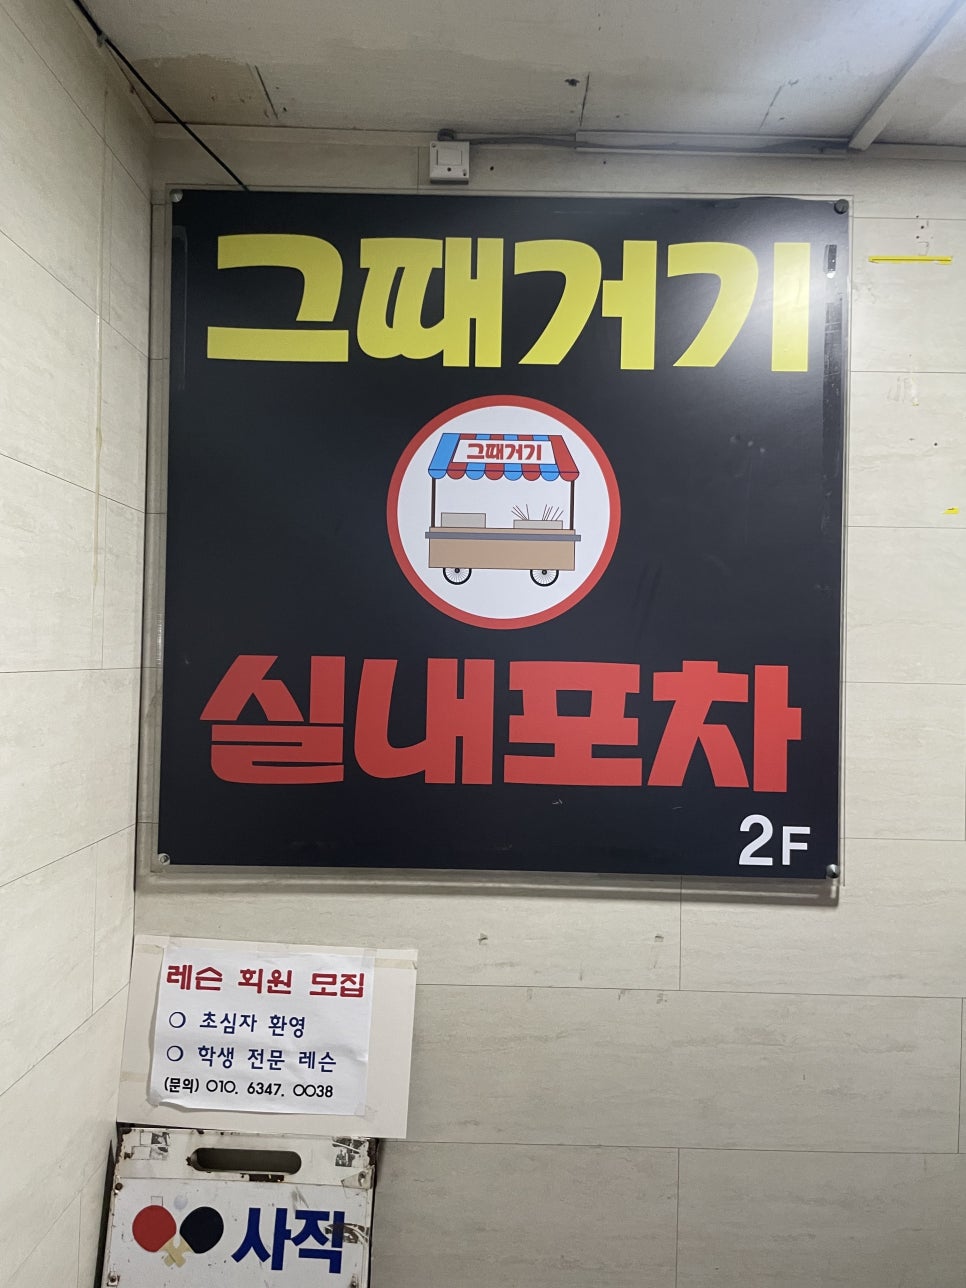 그때거기
그때거기
실내포차
2F
레슨 회원 모집
○ 초심자 환영
○ 학생 전문 레슨
(문의) 010. 6347. 0038
사직